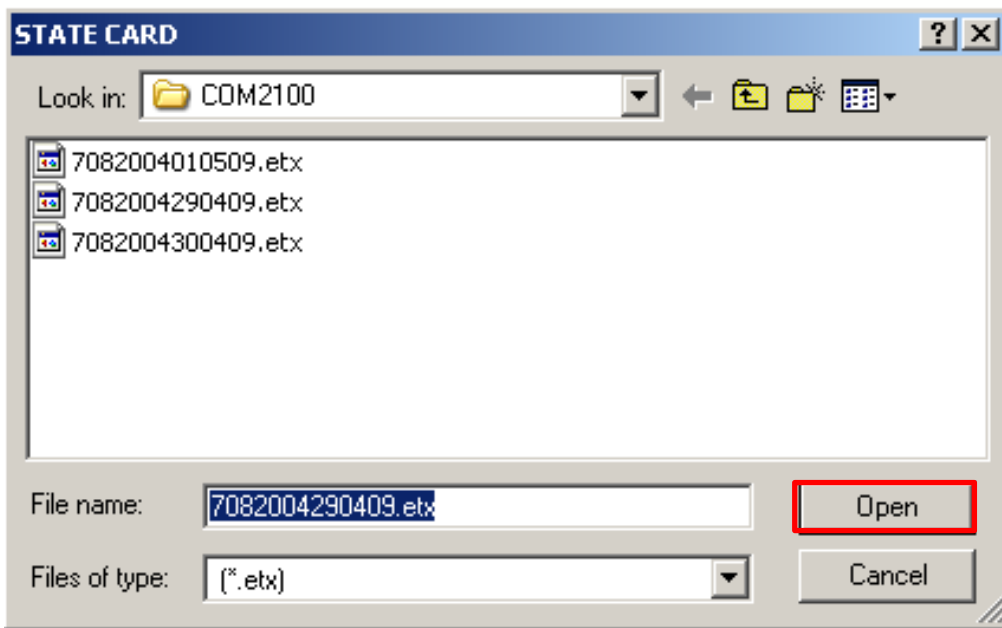 STATE CARD
Look in: COM2100
7082004010509.etx
7082004290409.etx
7082004300409.etx
File name: 7082004290409.etx Open
Files of type: (*.etx) Cancel